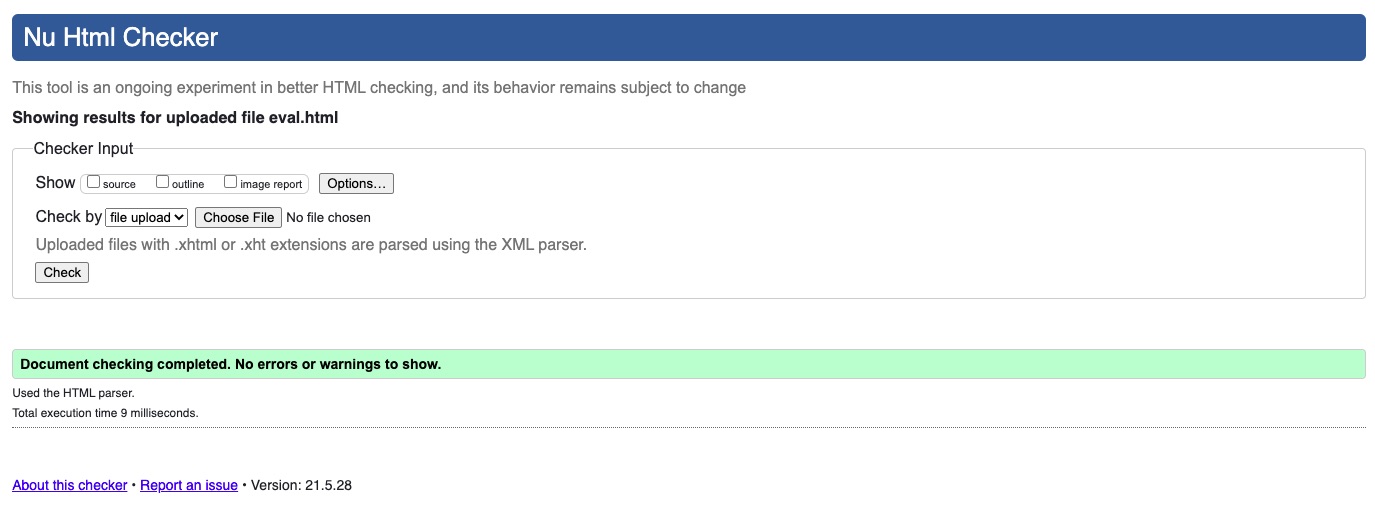 Nu Html Checker
This tool is an ongoing experiment in better HTML checking, and its behavior remains subject to change
Showing results for uploaded file eval.html
Checker Input
Show source outline image report Options...
Check by file upload Choose File No file chosen
Uploaded files with .xhtml or .xht extensions are parsed using the XML parser.
Check
Document checking completed. No errors or warnings to show.
Used the HTML parser.
Total execution time 9 milliseconds.
About this checker • Report an issue • Version: 21.5.28